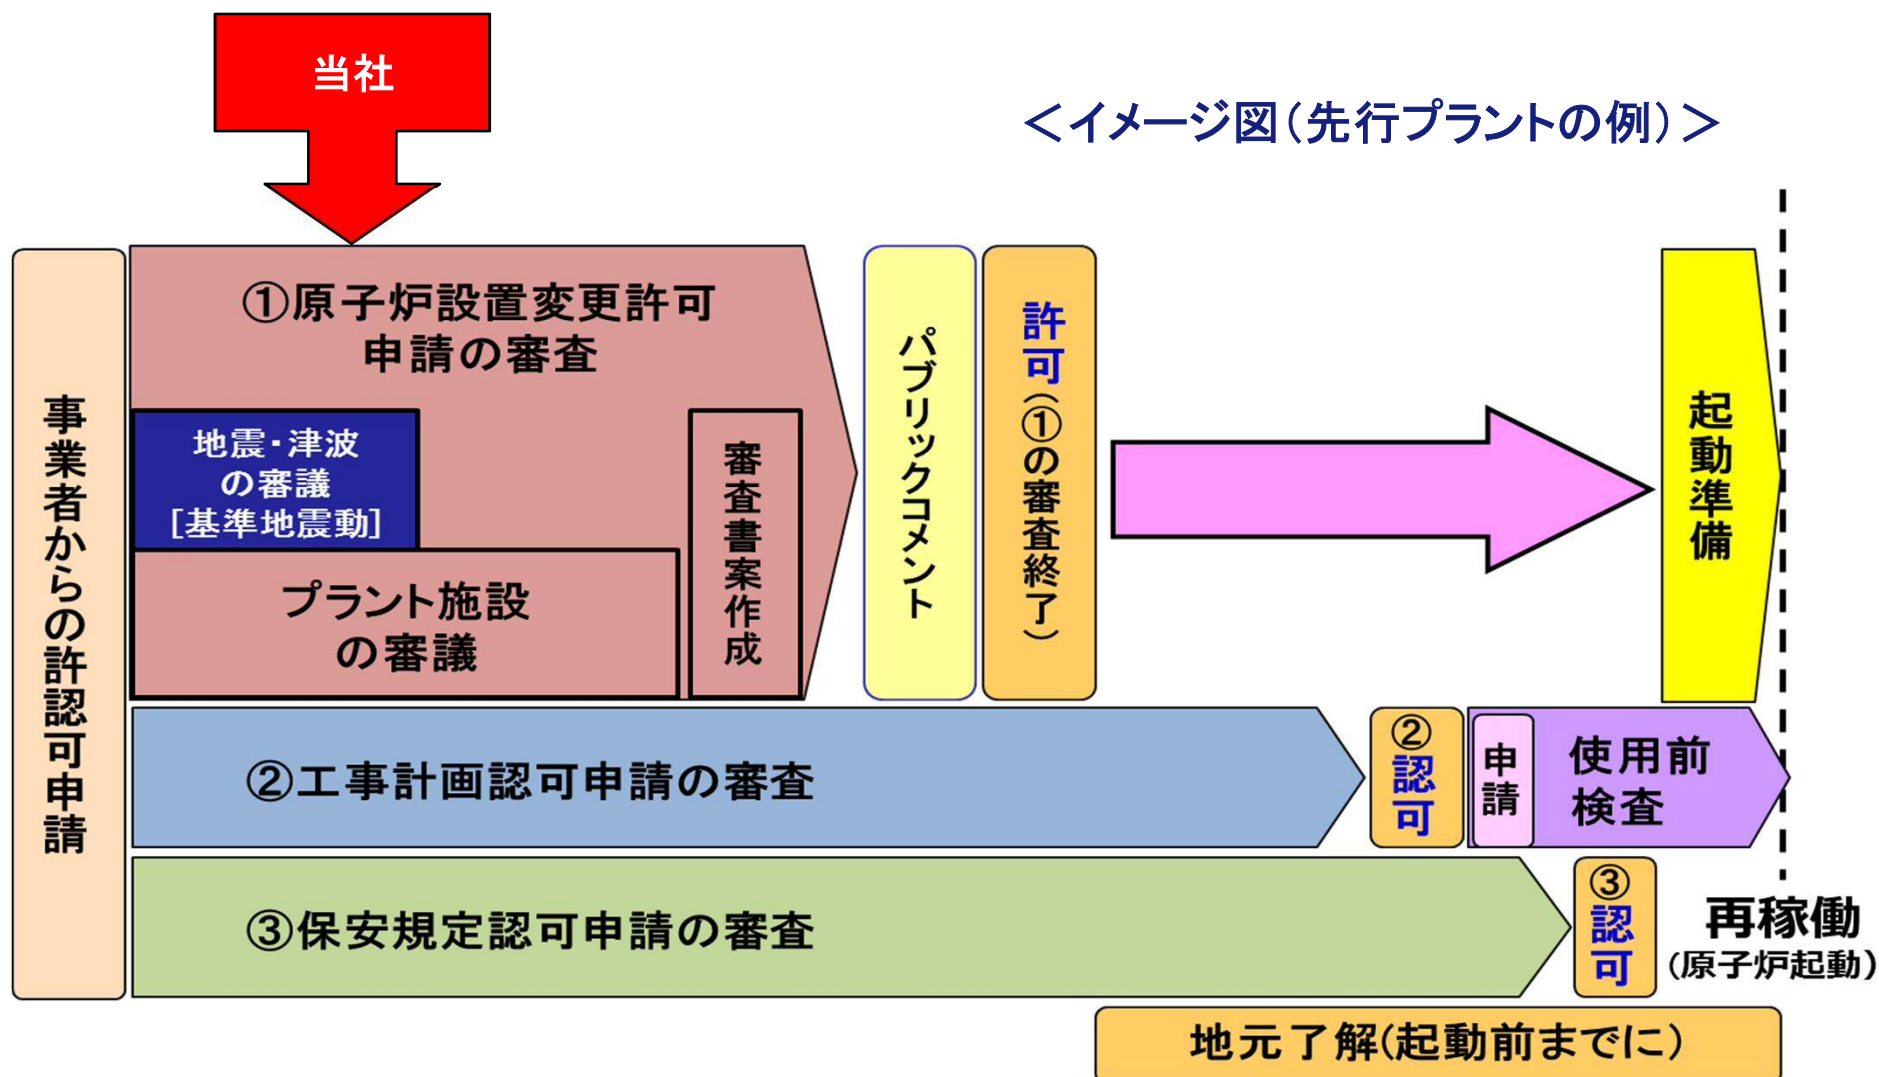 当社
＜イメージ図（先行プラントの例）＞
事業者からの許認可申請
①原子炉設置変更許可
申請の審査
地震・津波
の審議
[基準地震動]
プラント施設
の審議
審査書案作成
パブリックコメント
許可（①の審査終了）
起動準備
②工事計画認可申請の審査
②
認可
申請
使用前
検査
③保安規定認可申請の審査
③
認可
再稼働
（原子炉起動）
地元了解(起動前までに）